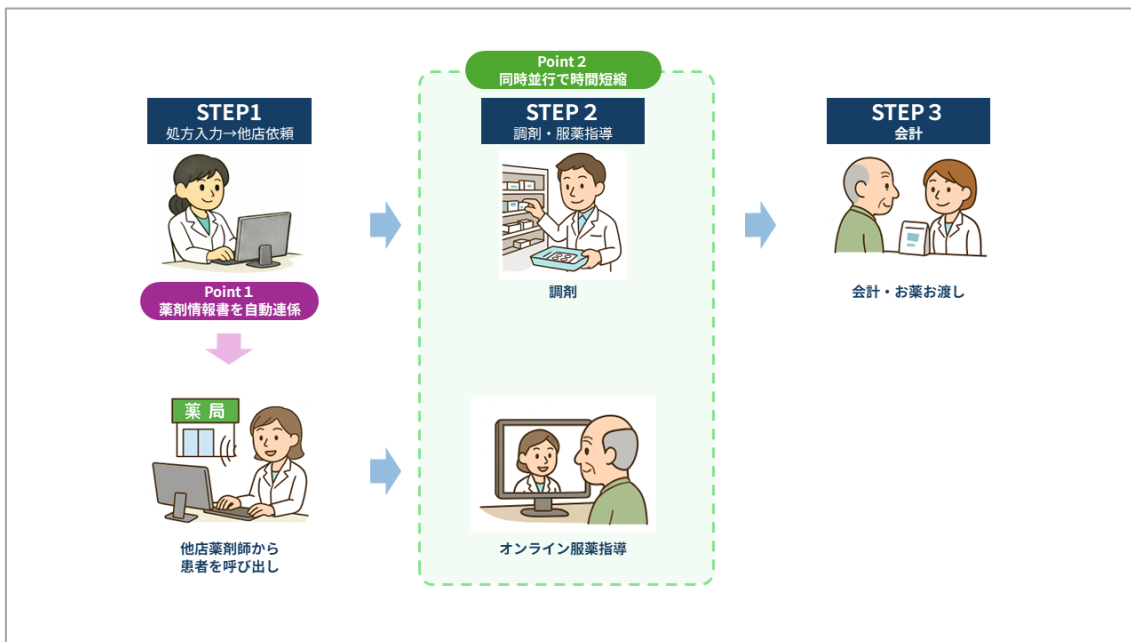 Point 2
同時並行で時間短縮
STEP1
処方入力→他店依頼
STEP 2
調剤・服薬指導
STEP 3
会計
調剤
会計・お薬お渡し
Point 1
薬剤情報書を自動連係
薬局
他店薬剤師から
患者を呼び出し
オンライン服薬指導